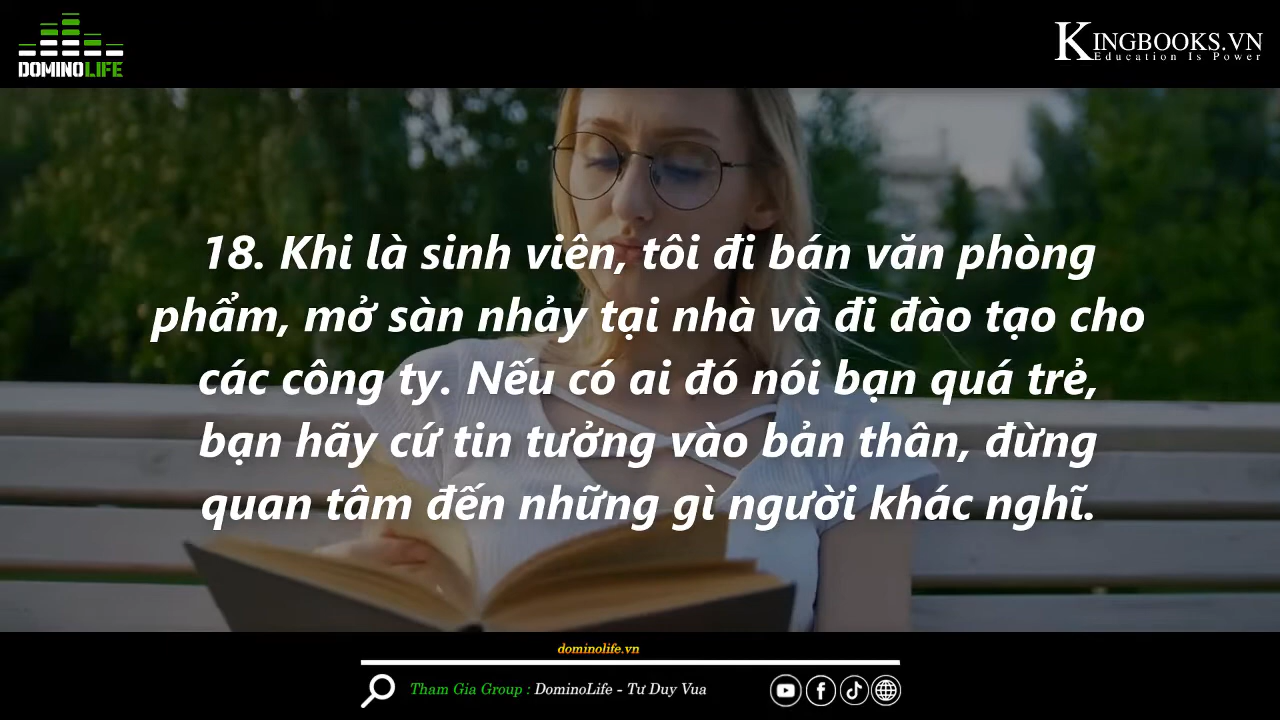 DOMINOLIFE
KINGBOOKS.VN
Education Is Power
18. Khi là sinh viên, tôi đi bán văn phòng
phẩm, mở sàn nhảy tại nhà và đi đào tạo cho
các công ty. Nếu có ai đó nói bạn quá trẻ,
bạn hãy cứ tin tưởng vào bản thân, đừng
quan tâm đến những gì người khác nghĩ.
dominolife.vn
Tham Gia Group : DominoLife - Tư Duy Vua